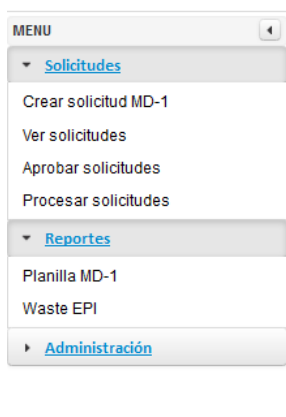 MENU
Solicitudes
Crear solicitud MD-1
Ver solicitudes
Aprobar solicitudes
Procesar solicitudes
Reportes
Planilla MD-1
Waste EPI
Administración